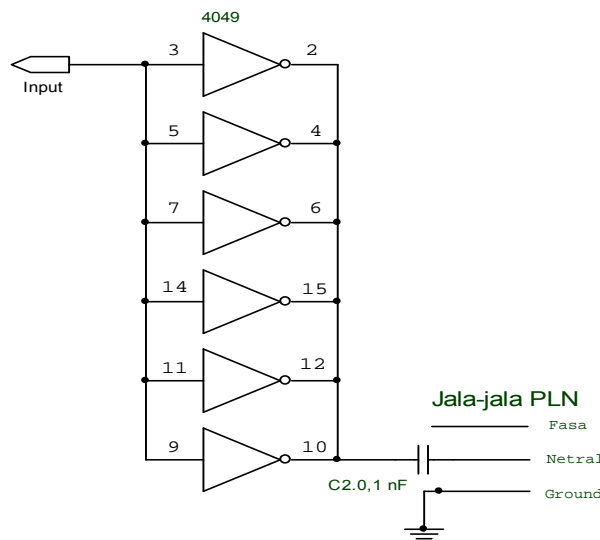 4049
3 2
Input
5 4
7 6
14 15
11 12
Jala-jala PLN
Fasa
9 10
Netral
C2.0,1 nF
Ground